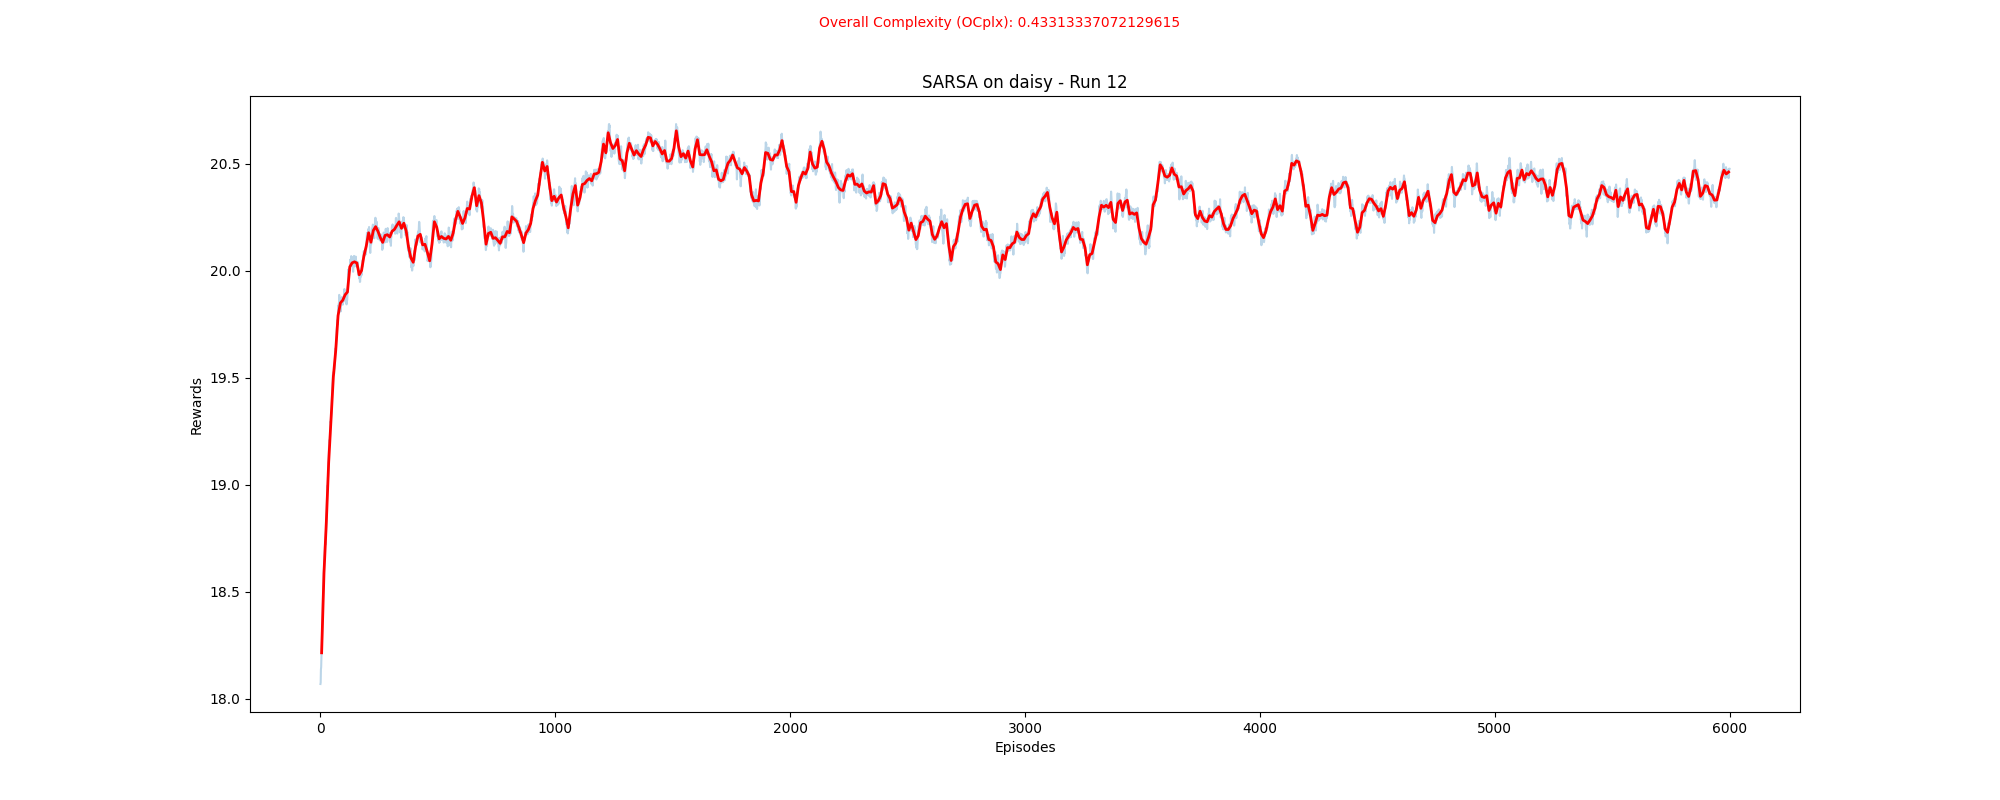 Overall Complexity (OCplx): 0.43313337072129615
SARSA on daisy - Run 12
20.5
20.0
19.5
19.0
18.5
18.0
Rewards
0 1000 2000 3000 4000 5000 6000
Episodes